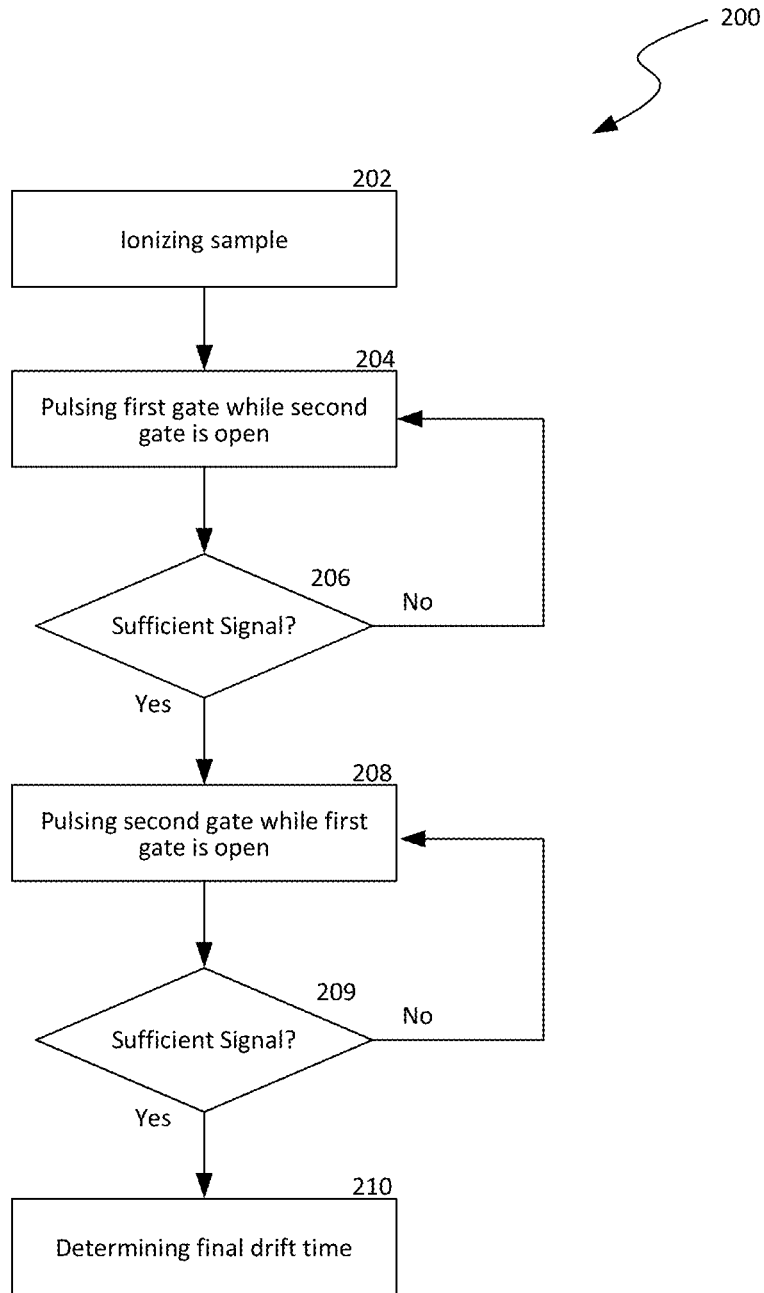 200
202
Ionizing sample
204
Pulsing first gate while second
gate is open
206
Sufficient Signal?
No
Yes
208
Pulsing second gate while first
gate is open
209
Sufficient Signal?
No
Yes
210
Determining final drift time